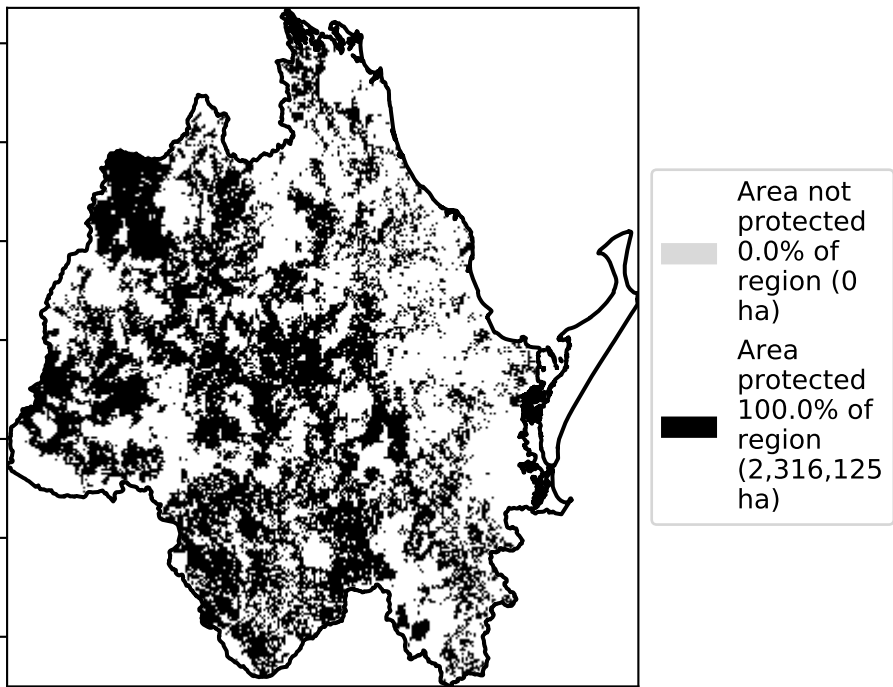 Area not
protected
0.0% of
region (0
ha)
Area
protected
100.0% of
region
(2,316,125
ha)